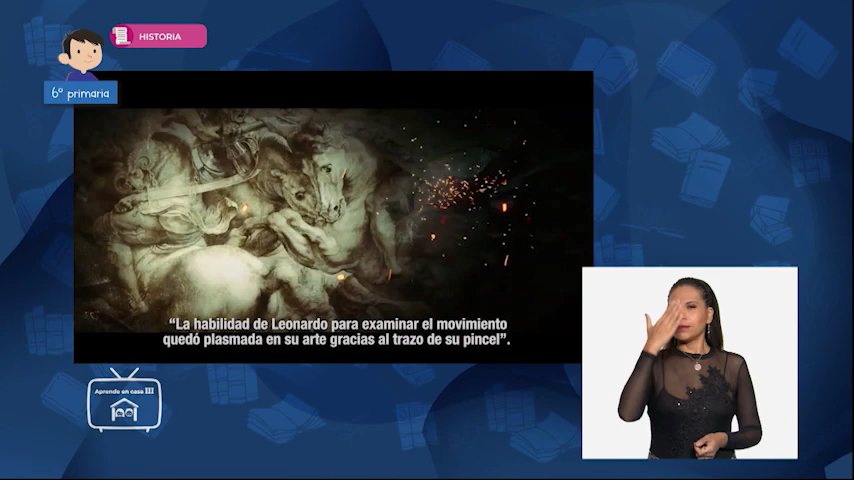 HISTORIA
6º primaria
“La habilidad de Leonardo para examinar el movimiento
quedó plasmada en su arte gracias al trazo de su pincel”.
Aprende en casa III